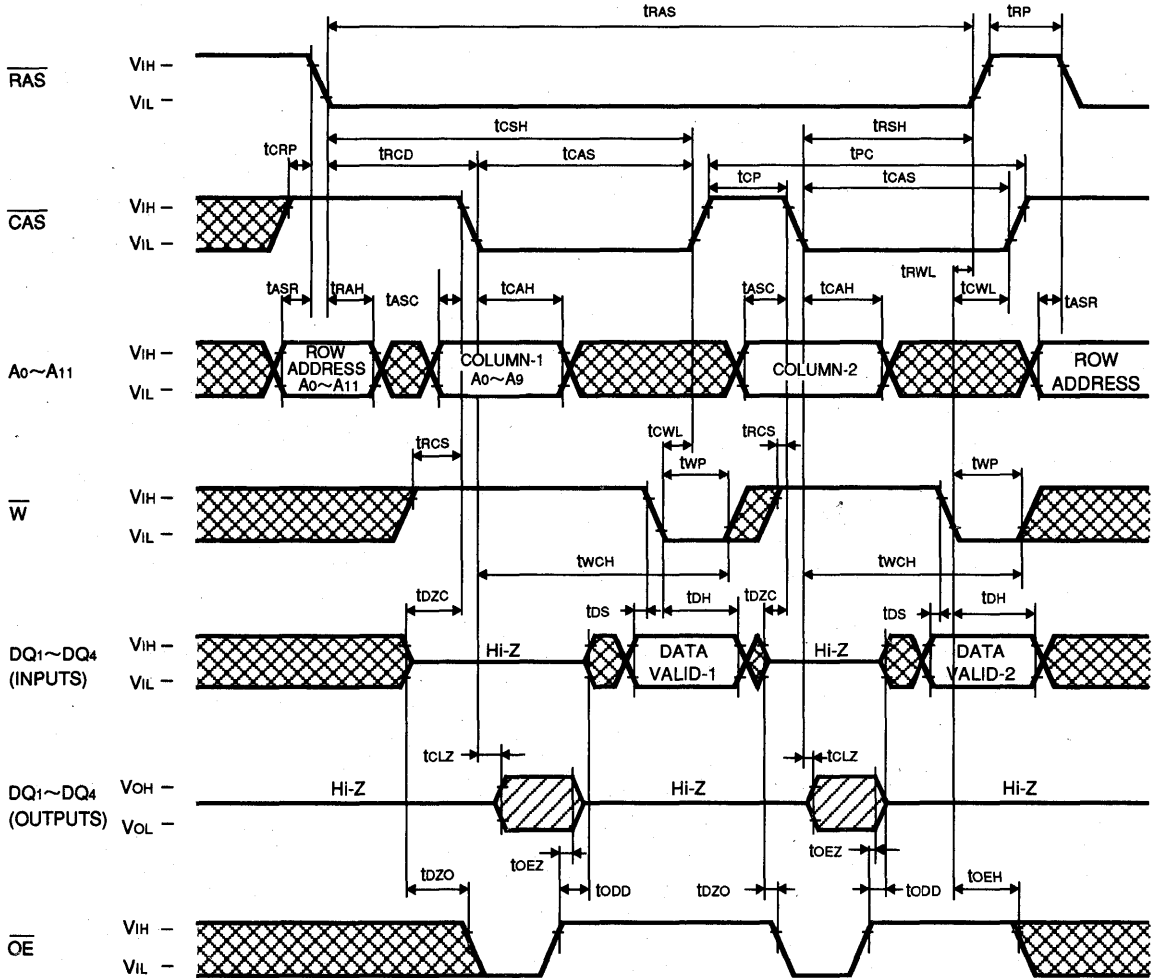 tRAS
tRP
RAS
VIH –
VIL –
tCSH
tRSH
tCRP
tRCD
tCAS
tPC
tCP
tCAS
CAS
VIH –
VIL –
tRWL
tASR
tRAH
tASC
tCAH
tASC
tCAH
tCWL
tASR
A0~A11
VIH –
VIL –
ROW ADDRESS A0~A11
COLUMN-1 A0~A9
COLUMN-2
ROW ADDRESS
tRCS
tCWL
tRCS
tWP
tWP
W
VIH –
VIL –
tWCH
tWCH
tDZC
tDS
tDH
tDZC
tDS
tDH
DQ1~DQ4 (INPUTS)
VIH –
VIL –
Hi-Z
DATA VALID-1
Hi-Z
DATA VALID-2
tCLZ
tCLZ
DQ1~DQ4 (OUTPUTS)
VOH –
VOL –
Hi-Z
Hi-Z
Hi-Z
tOEZ
tOEZ
tDZO
tODD
tDZO
tODD
tOEH
OE
VIH –
VIL –